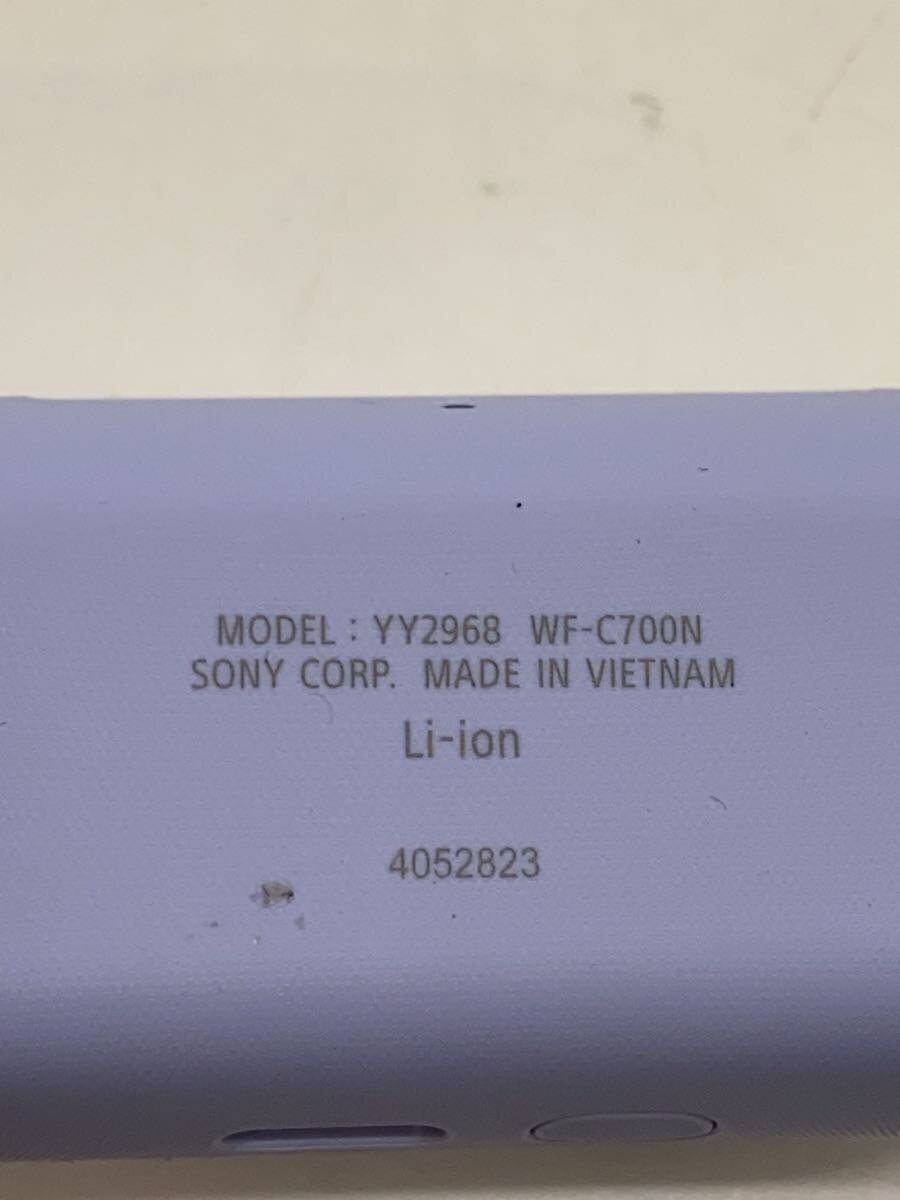 MODEL : YY2968 WF-C700N
SONY CORP. MADE IN VIETNAM
Li-ion
4052823